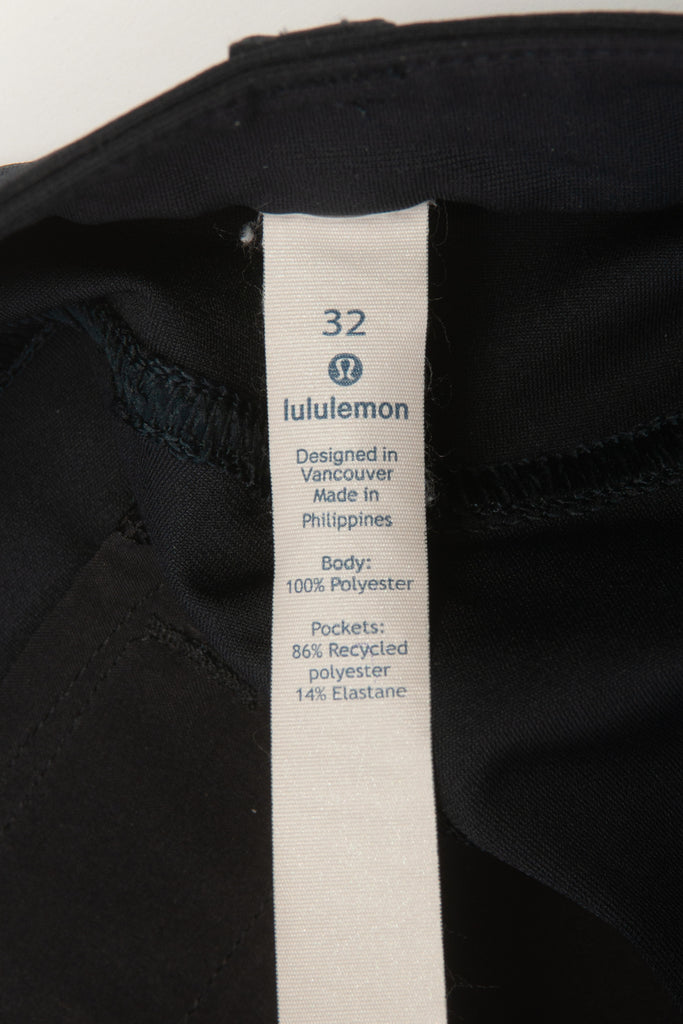 32
lululemon
Designed in
Vancouver
Made in
Philippines
Body:
100% Polyester
Pockets:
86% Recycled
polyester
14% Elastane